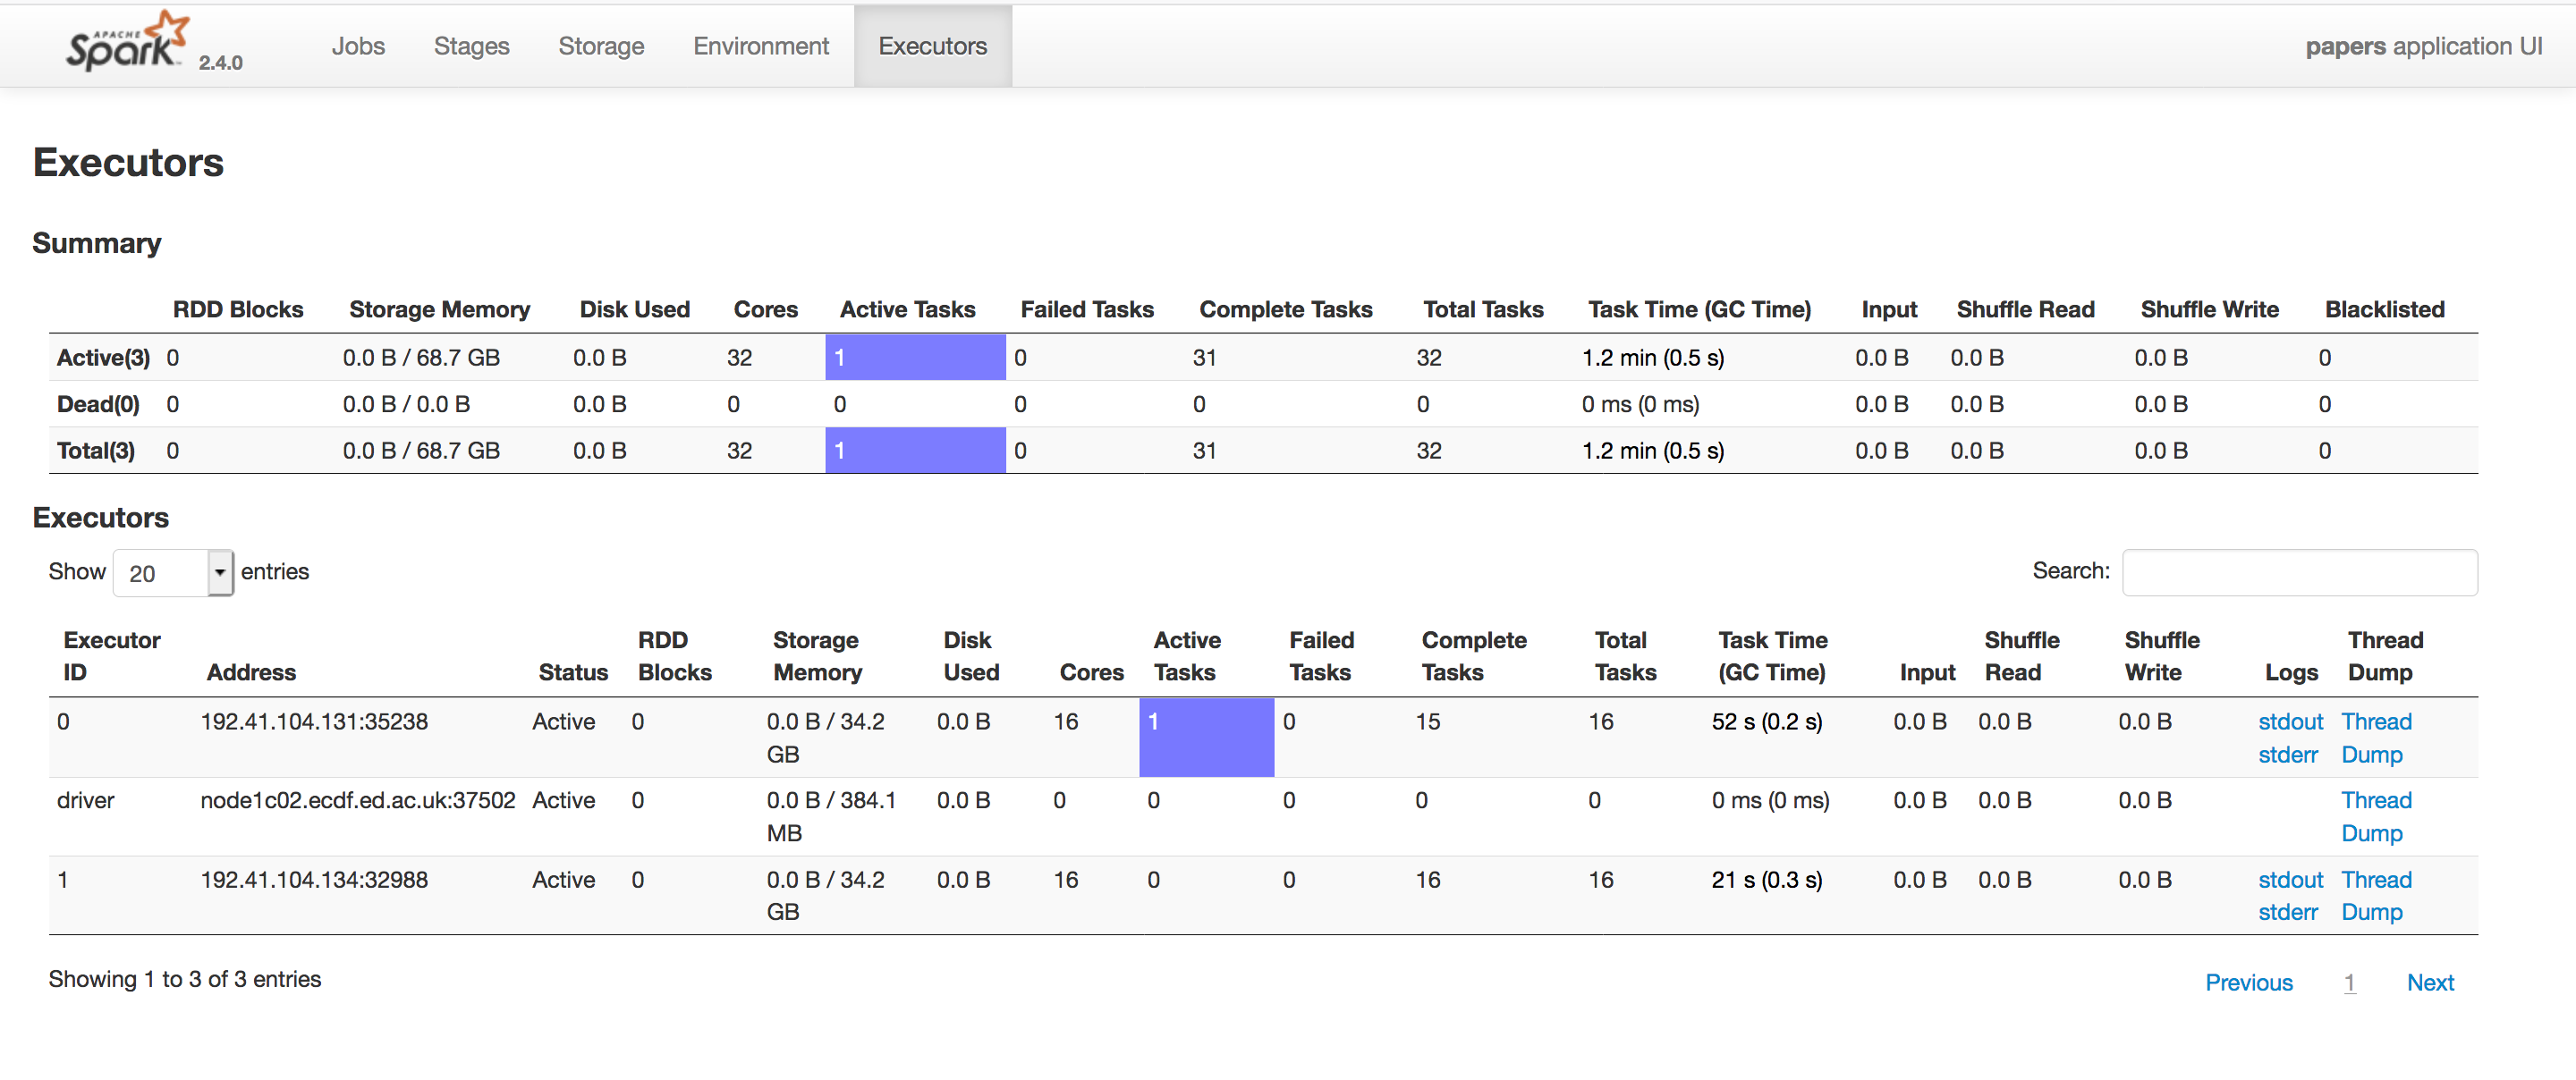 APACHE Spark™ 2.4.0 Jobs Stages Storage Environment Executors papers application UI
Executors
Summary
RDD Blocks Storage Memory Disk Used Cores Active Tasks Failed Tasks Complete Tasks Total Tasks Task Time (GC Time) Input Shuffle Read Shuffle Write Blacklisted
Active(3) 0 0.0 B / 68.7 GB 0.0 B 32 1 0 31 32 1.2 min (0.5 s) 0.0 B 0.0 B 0.0 B 0
Dead(0) 0 0.0 B / 0.0 B 0.0 B 0 0 0 0 0 0 ms (0 ms) 0.0 B 0.0 B 0.0 B 0
Total(3) 0 0.0 B / 68.7 GB 0.0 B 32 1 0 31 32 1.2 min (0.5 s) 0.0 B 0.0 B 0.0 B 0
Executors
Show 20 entries Search:
Executor RDD Storage Disk Active Failed Complete Total Task Time Shuffle Shuffle Thread
ID Address Status Blocks Memory Used Cores Tasks Tasks Tasks Tasks (GC Time) Input Read Write Logs Dump
0 192.41.104.131:35238 Active 0 0.0 B / 34.2 0.0 B 16 1 0 15 16 52 s (0.2 s) 0.0 B 0.0 B 0.0 B stdout Thread
GB stderr Dump
driver node1c02.ecdf.ed.ac.uk:37502 Active 0 0.0 B / 384.1 0.0 B 0 0 0 0 0 0 ms (0 ms) 0.0 B 0.0 B 0.0 B Thread
MB Dump
1 192.41.104.134:32988 Active 0 0.0 B / 34.2 0.0 B 16 0 0 16 16 21 s (0.3 s) 0.0 B 0.0 B 0.0 B stdout Thread
GB stderr Dump
Showing 1 to 3 of 3 entries Previous 1 Next